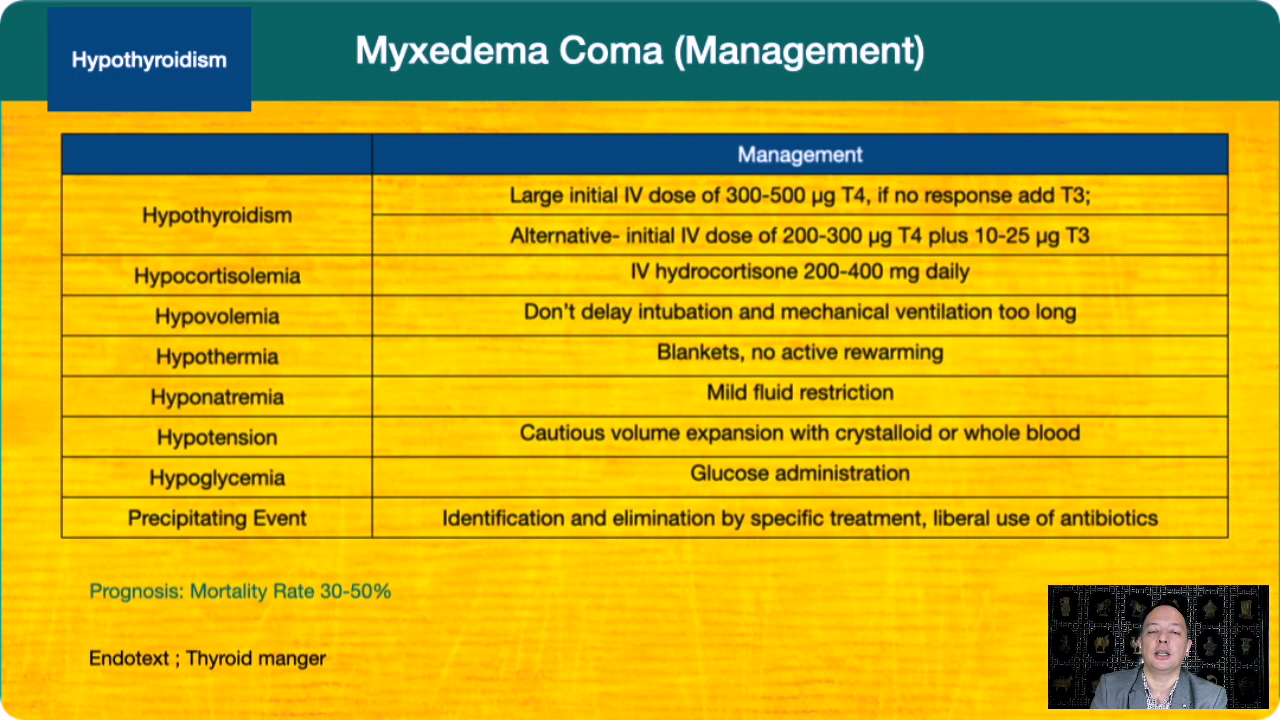 Hypothyroidism
Myxedema Coma (Management)
Management
Hypothyroidism
Large initial IV dose of 300-500 µg T4, if no response add T3;
Alternative- initial IV dose of 200-300 µg T4 plus 10-25 µg T3
Hypocortisolemia
IV hydrocortisone 200-400 mg daily
Hypovolemia
Don't delay intubation and mechanical ventilation too long
Hypothermia
Blankets, no active rewarming
Hyponatremia
Mild fluid restriction
Hypotension
Cautious volume expansion with crystalloid or whole blood
Hypoglycemia
Glucose administration
Precipitating Event
Identification and elimination by specific treatment, liberal use of antibiotics
Prognosis: Mortality Rate 30-50%
Endotext ; Thyroid manger